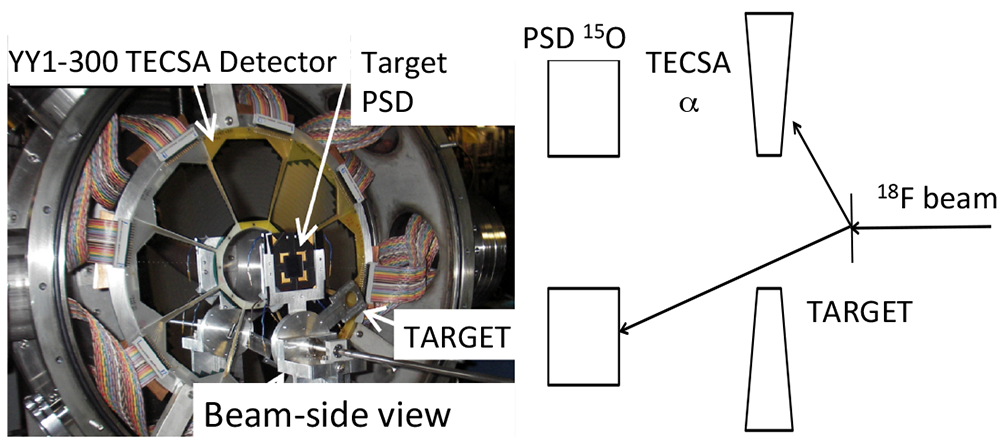 YY1-300 TECSA Detector
Target
PSD
TARGET
Beam-side view
PSD ¹⁵O
TECSA
α
¹⁸F beam
TARGET